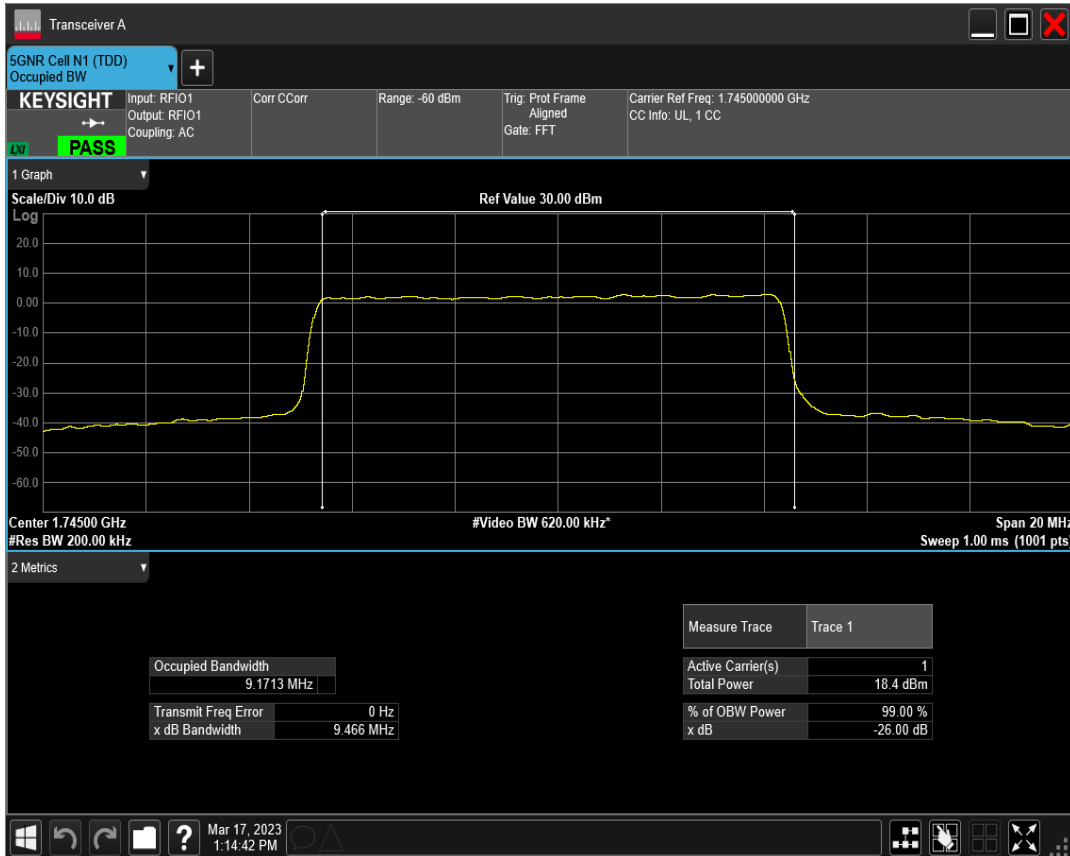 Transceiver A
5GNR Cell N1 (TDD)
Occupied BW
+
KEYSIGHT
LXI
PASS
Input: RFIO1
Output: RFIO1
Coupling: AC
Corr CCorr
Range: -60 dBm
Trig: Prot Frame
Aligned
Gate: FFT
Carrier Ref Freq: 1.745000000 GHz
CC Info: UL, 1 CC
1 Graph
Scale/Div 10.0 dB
Ref Value 30.00 dBm
Log
20.0
10.0
0.00
-10.0
-20.0
-30.0
-40.0
-50.0
-60.0
Center 1.74500 GHz
#Video BW 620.00 kHz*
Span 20 MHz
#Res BW 200.00 kHz
Sweep 1.00 ms (1001 pts)
2 Metrics
Measure Trace Trace 1
Occupied Bandwidth
9.1713 MHz
Transmit Freq Error 0 Hz
x dB Bandwidth 9.466 MHz
Active Carrier(s) 1
Total Power 18.4 dBm
% of OBW Power 99.00 %
x dB -26.00 dB
?
Mar 17, 2023
1:14:42 PM